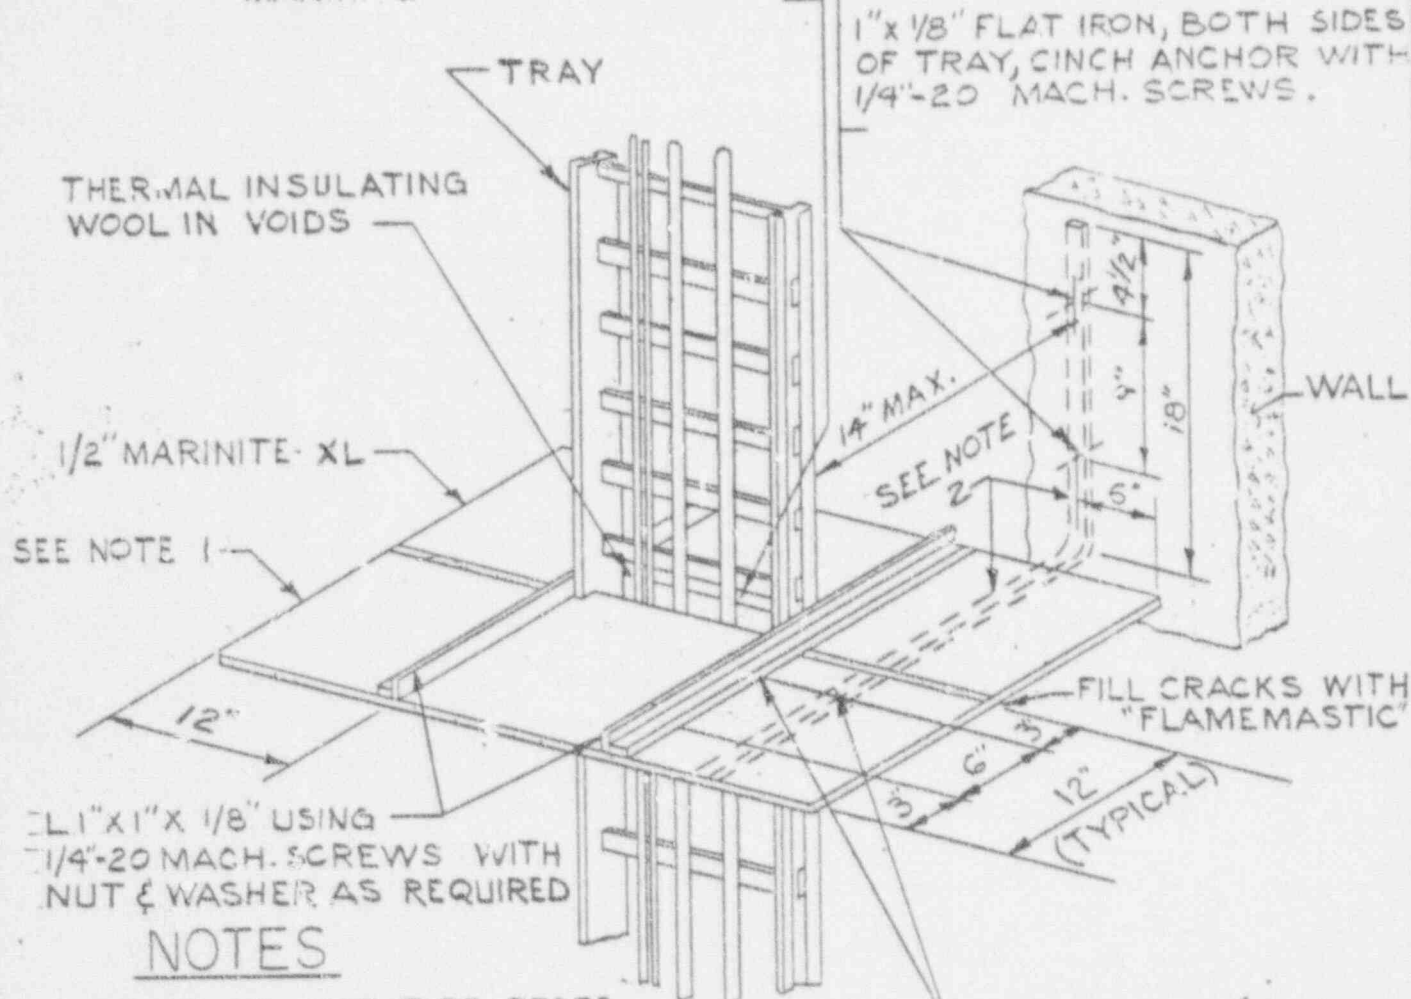 1"x 1/8" FLAT IRON, BOTH SIDES
OF TRAY, CINCH ANCHOR WITH
1/4"-20 MACH. SCREWS.
TRAY
THERMAL INSULATING
WOOL IN VOIDS
4 1/2"
9"
18"
WALL
14" MAX.
1/2" MARINITE-XL
SEE NOTE
2
6"
SEE NOTE 1
FILL CRACKS WITH
"FLAMEMASTIC"
12"
3"
6"
3"
12"
(TYPICAL)
L 1"X1"X 1/8" USING
1/4"-20 MACH. SCREWS WITH
NUT & WASHER AS REQUIRED
NOTES